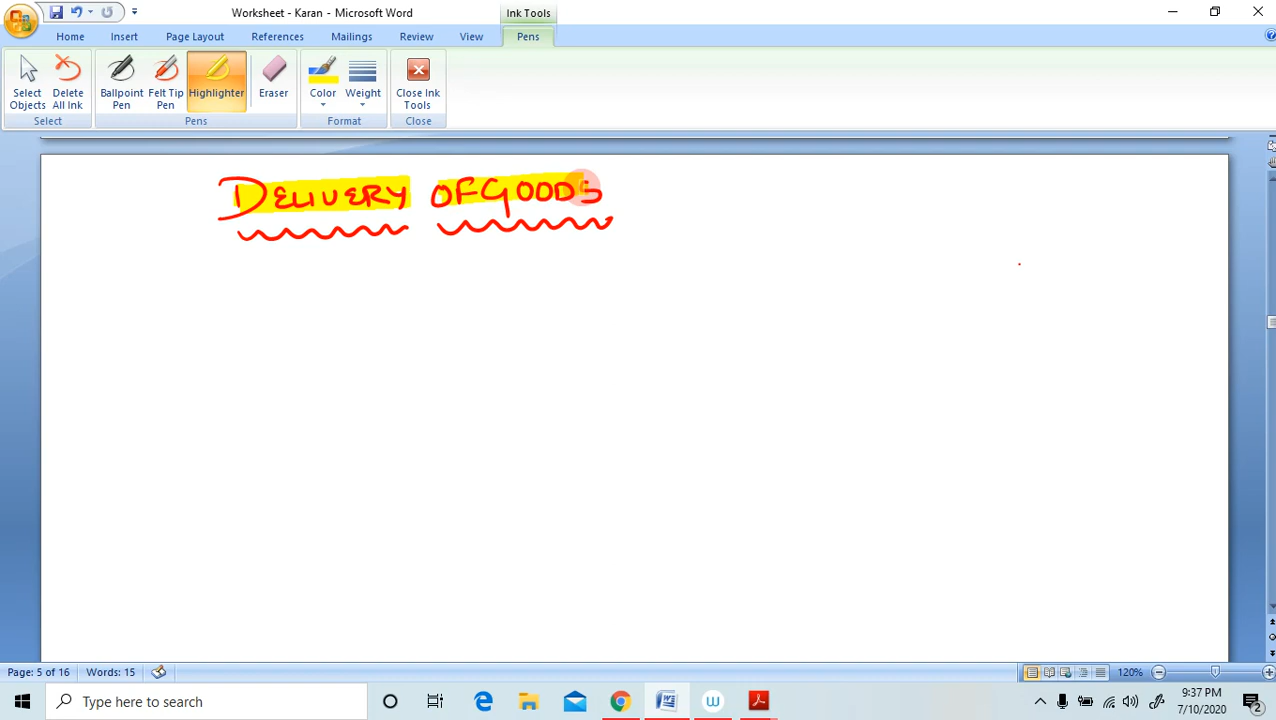 Worksheet - Karan - Microsoft Word Ink Tools
Home Insert Page Layout References Mailings Review View Pens
Select Objects Delete All Ink Ballpoint Pen Felt Tip Pen Highlighter Eraser Color Weight Close Ink Tools
Select Pens Format Close
DELIVERY OF GOODS
Page: 5 of 16 Words: 15 120%
Type here to search 9:37 PM
7/10/2020 2